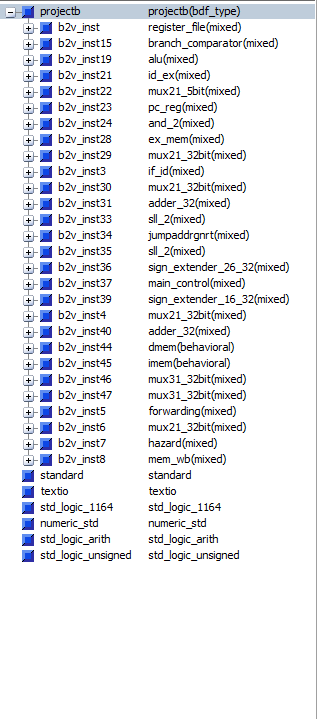 projectb projectb(bdf_type)
b2v_inst register_file(mixed)
b2v_inst15 branch_comparator(mixed)
b2v_inst19 alu(mixed)
b2v_inst21 id_ex(mixed)
b2v_inst22 mux21_5bit(mixed)
b2v_inst23 pc_reg(mixed)
b2v_inst24 and_2(mixed)
b2v_inst28 ex_mem(mixed)
b2v_inst29 mux21_32bit(mixed)
b2v_inst3 if_id(mixed)
b2v_inst30 mux21_32bit(mixed)
b2v_inst31 adder_32(mixed)
b2v_inst33 sll_2(mixed)
b2v_inst34 jumpaddrgnrt(mixed)
b2v_inst35 sll_2(mixed)
b2v_inst36 sign_extender_26_32(mixed)
b2v_inst37 main_control(mixed)
b2v_inst39 sign_extender_16_32(mixed)
b2v_inst4 mux21_32bit(mixed)
b2v_inst40 adder_32(mixed)
b2v_inst44 dmem(behavioral)
b2v_inst45 imem(behavioral)
b2v_inst46 mux31_32bit(mixed)
b2v_inst47 mux31_32bit(mixed)
b2v_inst5 forwarding(mixed)
b2v_inst6 mux21_32bit(mixed)
b2v_inst7 hazard(mixed)
b2v_inst8 mem_wb(mixed)
standard standard
textio textio
std_logic_1164 std_logic_1164
numeric_std numeric_std
std_logic_arith std_logic_arith
std_logic_unsigned std_logic_unsigned